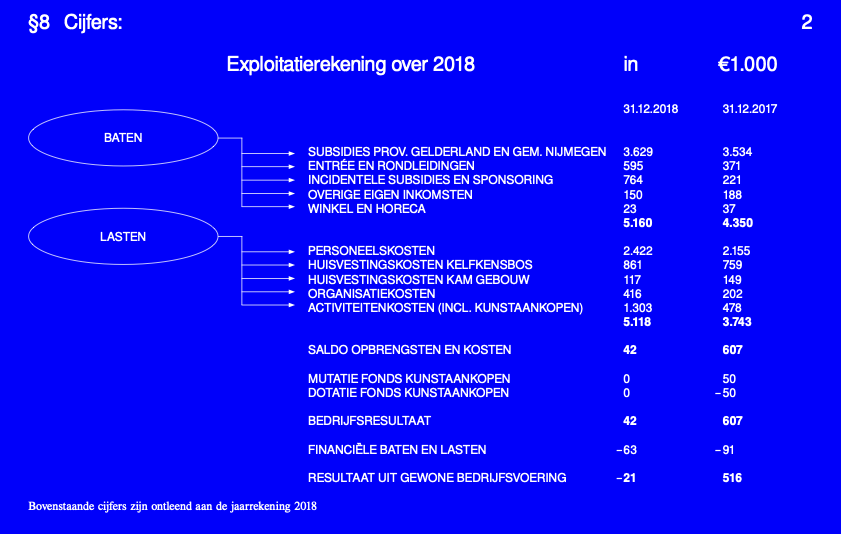 §8 Cijfers: 2
Exploitatierekening over 2018 in €1.000
31.12.2018 31.12.2017
BATEN
SUBSIDIES PROV. GELDERLAND EN GEM. NIJMEGEN 3.629 3.534
ENTRÉE EN RONDLEIDINGEN 595 371
INCIDENTELE SUBSIDIES EN SPONSORING 764 221
OVERIGE EIGEN INKOMSTEN 150 188
WINKEL EN HORECA 23 37
5.160 4.350
LASTEN
PERSONEELSKOSTEN 2.422 2.155
HUISVESTINGSKOSTEN KELFKENSBOS 861 759
HUISVESTINGSKOSTEN KAM GEBOUW 117 149
ORGANISATIEKOSTEN 416 202
ACTIVITEITENKOSTEN (INCL. KUNSTAANKOPEN) 1.303 478
5.118 3.743
SALDO OPBRENGSTEN EN KOSTEN 42 607
MUTATIE FONDS KUNSTAANKOPEN 0 50
DOTATIE FONDS KUNSTAANKOPEN 0 –50
BEDRIJFSRESULTAAT 42 607
FINANCIËLE BATEN EN LASTEN –63 –91
RESULTAAT UIT GEWONE BEDRIJFSVOERING –21 516
Bovenstaande cijfers zijn ontleend aan de jaarrekening 2018